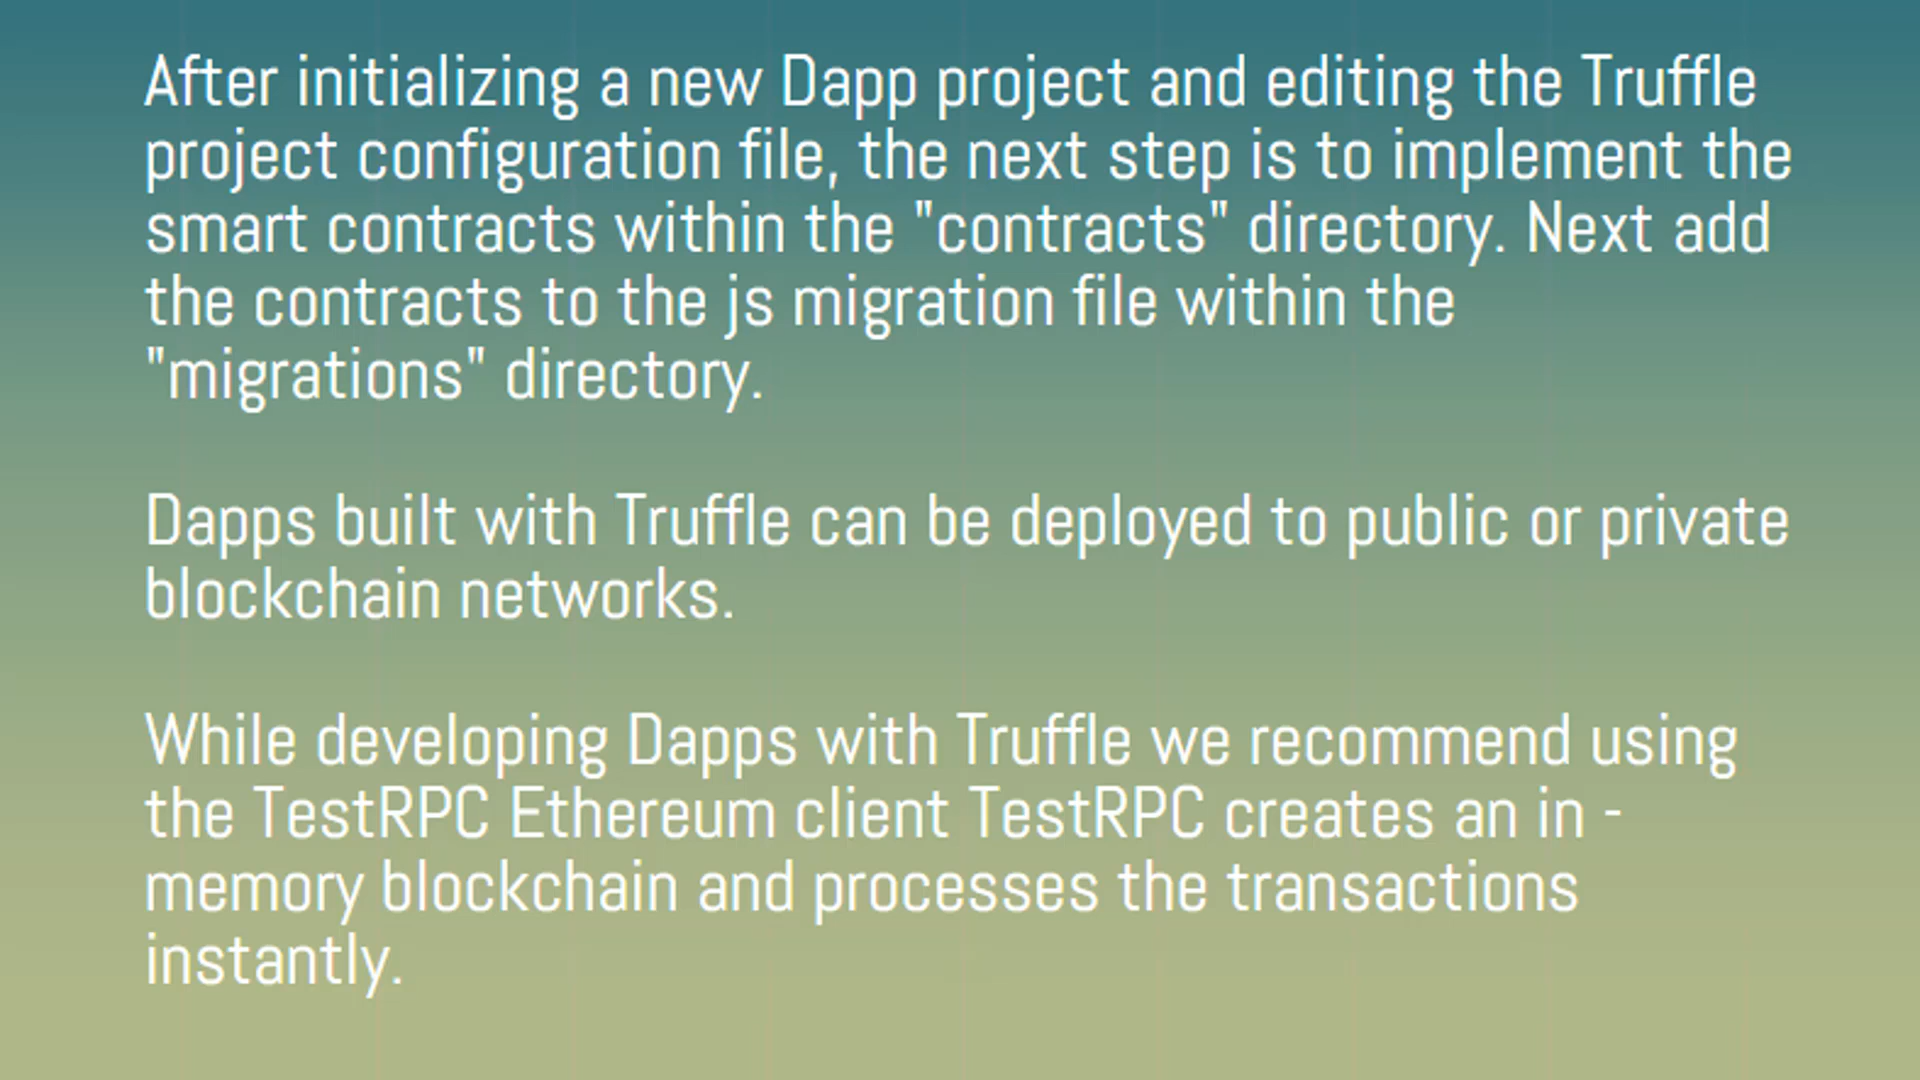 After initializing a new Dapp project and editing the Truffle
project configuration file, the next step is to implement the
smart contracts within the "contracts" directory. Next add
the contracts to the js migration file within the
"migrations" directory.
Dapps built with Truffle can be deployed to public or private
blockchain networks.
While developing Dapps with Truffle we recommend using
the TestRPC Ethereum client TestRPC creates an in -
memory blockchain and processes the transactions
instantly.